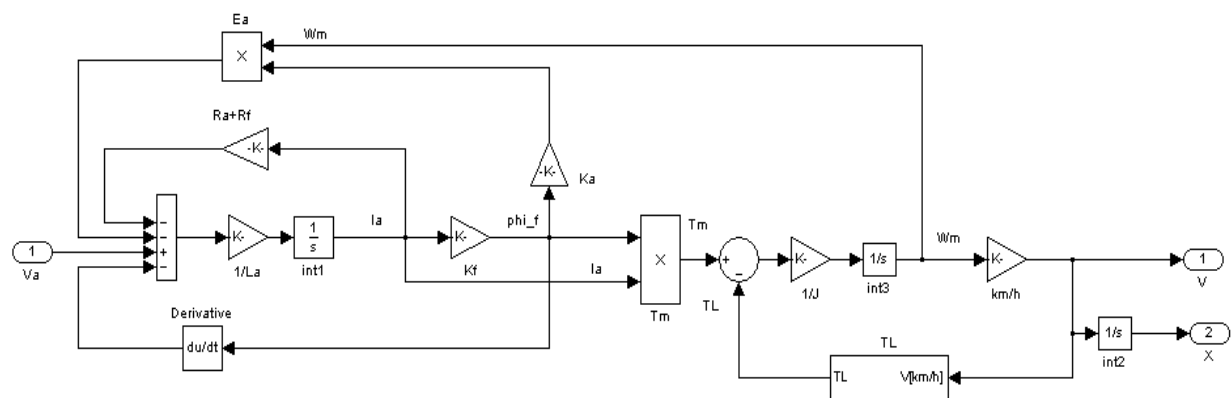 Ea
Wm
X
Ra+Rf
-K-
-K-
Ka
1
Va
K-
1/La
1
s
int1
Ia
K-
Kf
phi_f
Ia
Tm
X
Tm
TL
K-
1/J
1/s
int3
Wm
K-
km/h
1
V
Derivative
du/dt
TL
TL
V[km/h]
1/s
int2
2
X